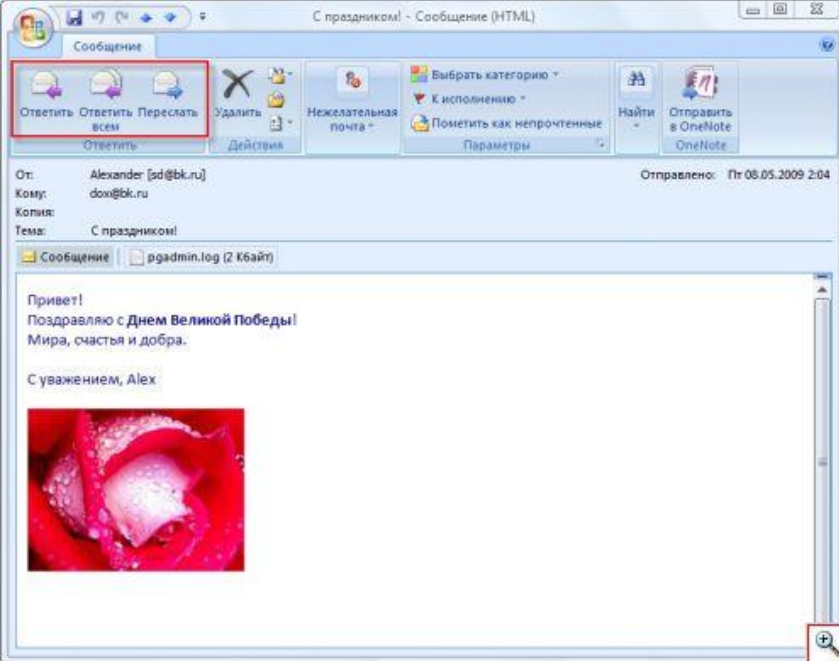 С праздником! - Сообщение (HTML)
Сообщение
Ответить Ответить всем Переслать
Удалить
Нежелательная почта
Выбрать категорию
К исполнению
Пометить как непрочтенные
Найти
Отправить в OneNote
Ответить Действия Параметры OneNote
От: Alexander [sd@bk.ru] Отправлено: Пт 08.05.2009 2:04
Кому: dox@bk.ru
Копия:
Тема: С праздником!
Сообщение pgadmin.log (2 Кбайт)
Привет!
Поздравляю с Днем Великой Победы!
Мира, счастья и добра.
С уважением, Alex